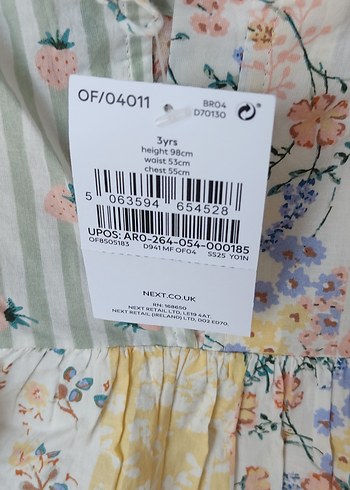 OF/04011
BR04
D70130
3yrs
height 98cm
waist 53cm
chest 55cm
5 063594 654528
UPOS: AR0-264-054-000185
OF8505183 D941 MF OF04 SS25 Y01N
NEXT.CO.UK
RN: 168650
NEXT RETAIL LTD, LE19 4AT.
NEXT RETAIL (IRELAND) LTD, D02 ED70.